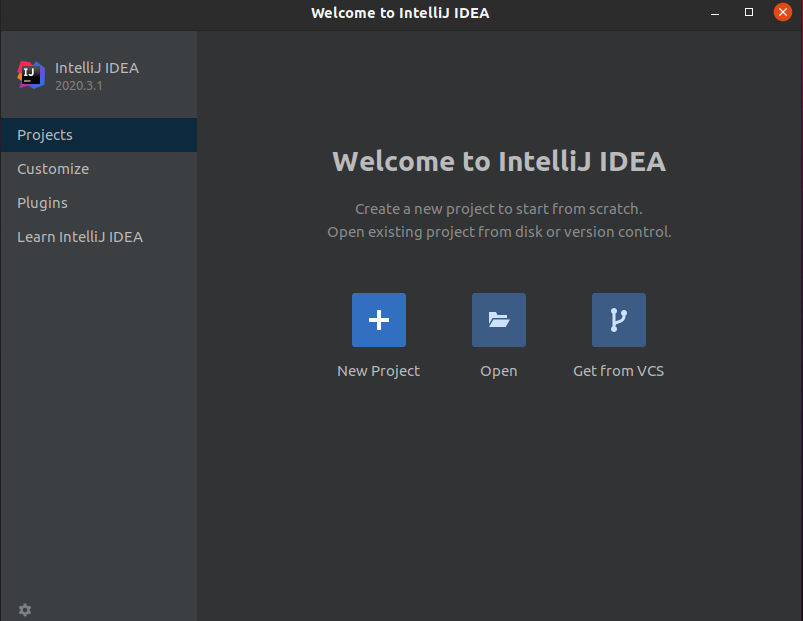 Welcome to IntelliJ IDEA
IJ
IntelliJ IDEA
2020.3.1
Projects
Customize
Plugins
Learn IntelliJ IDEA
Welcome to IntelliJ IDEA
Create a new project to start from scratch.
Open existing project from disk or version control.
New Project
Open
Get from VCS